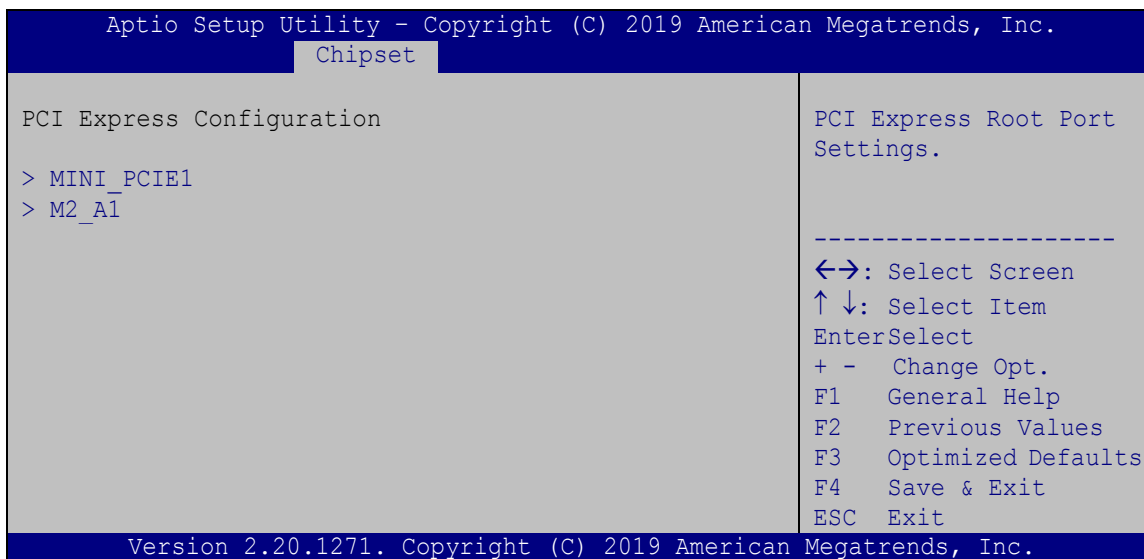 Aptio Setup Utility – Copyright (C) 2019 American Megatrends, Inc.
Chipset
PCI Express Configuration
> MINI_PCIE1
> M2_A1
PCI Express Root Port
Settings.
---------------------
←→: Select Screen
↑ ↓: Select Item
EnterSelect
+ - Change Opt.
F1 General Help
F2 Previous Values
F3 Optimized Defaults
F4 Save & Exit
ESC Exit
Version 2.20.1271. Copyright (C) 2019 American Megatrends, Inc.